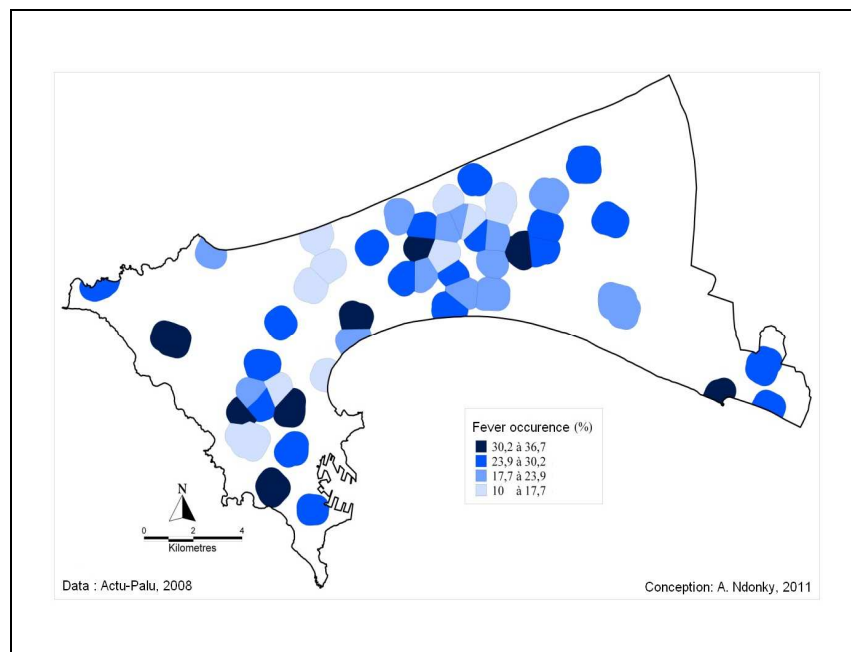 Fever occurence (%)
30,2 à 36,7
23,9 à 30,2
17,7 à 23,9
10 à 17,7
N
0 2 4
Kilometres
Data : Actu-Palu, 2008
Conception: A. Ndonky, 2011